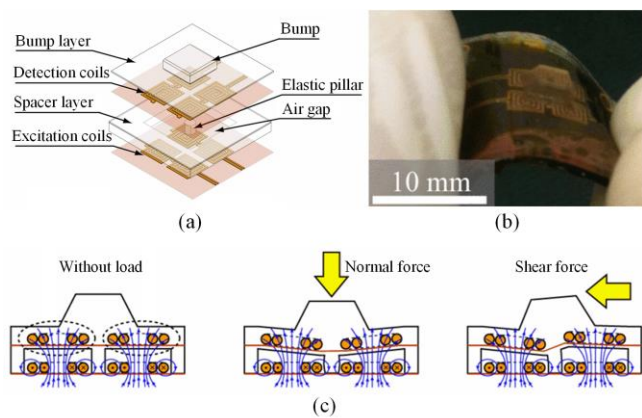 Bump layer
Bump
Detection coils
Elastic pillar
Spacer layer
Air gap
Excitation coils
10 mm
(a)
(b)
Without load
Normal force
Shear force
(c)